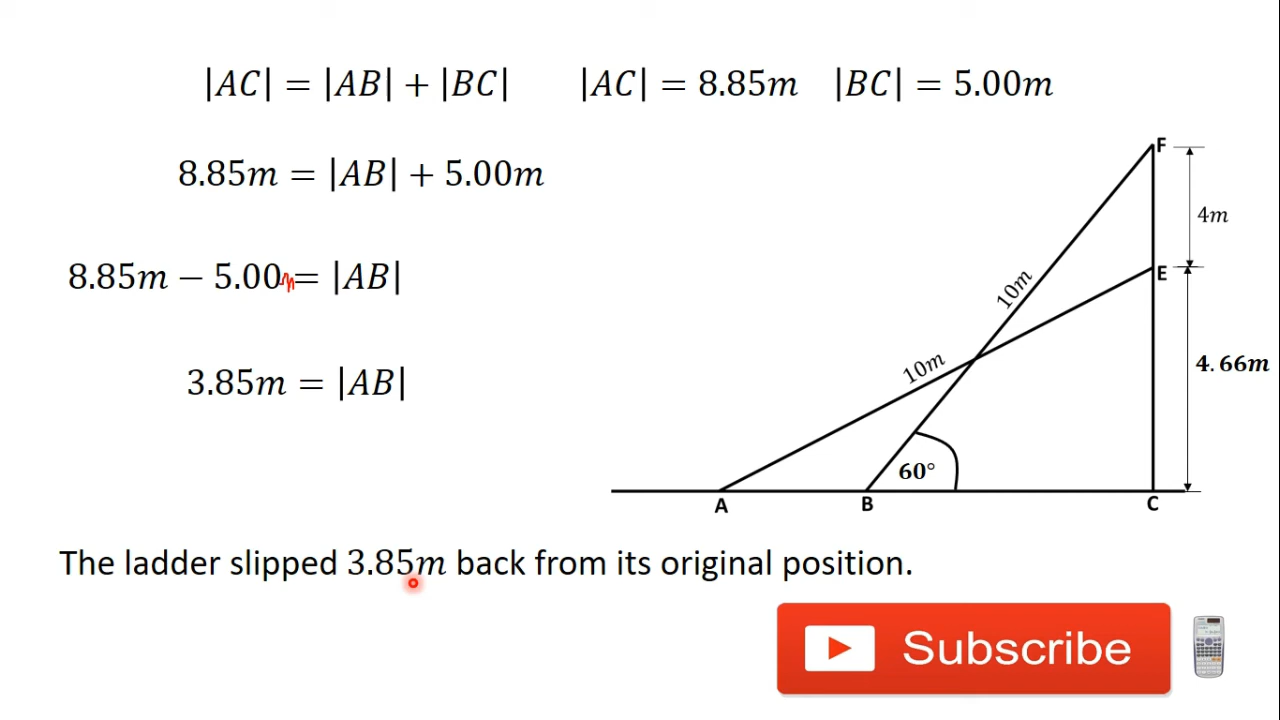 |AC| = |AB| + |BC| |AC| = 8.85m |BC| = 5.00m
8.85m = |AB| + 5.00m
8.85m − 5.00m = |AB|
3.85m = |AB|
F
4m
E
10m
10m
4.66m
60°
A B C
The ladder slipped 3.85m back from its original position.
Subscribe